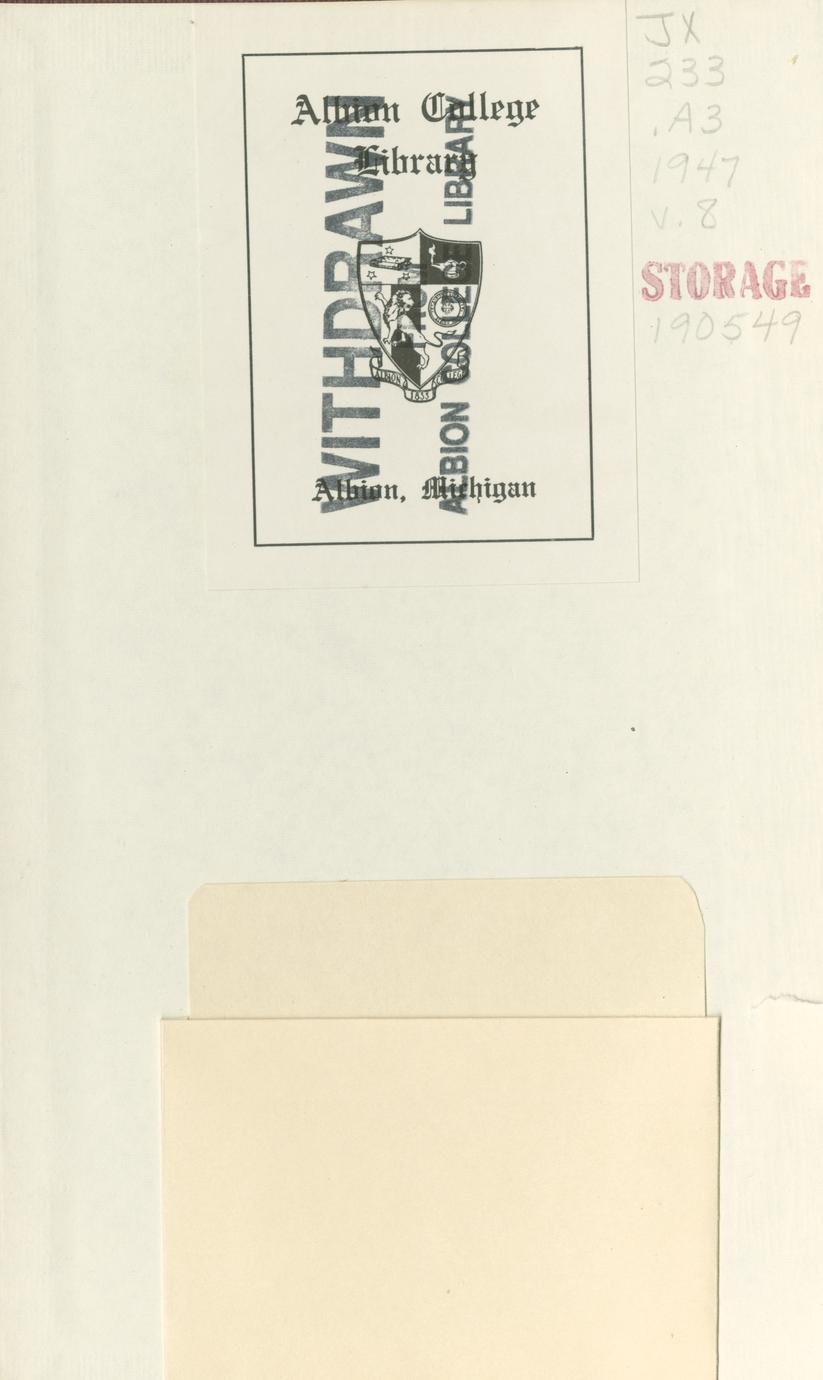 Albion College
Library
WITHDRAWN
FROM
ALBION COLLEGE LIBRARY
ALBION COLLEGE
1835
Albion, Michigan
JX
233
.A3
1947
v. 8
STORAGE
190549